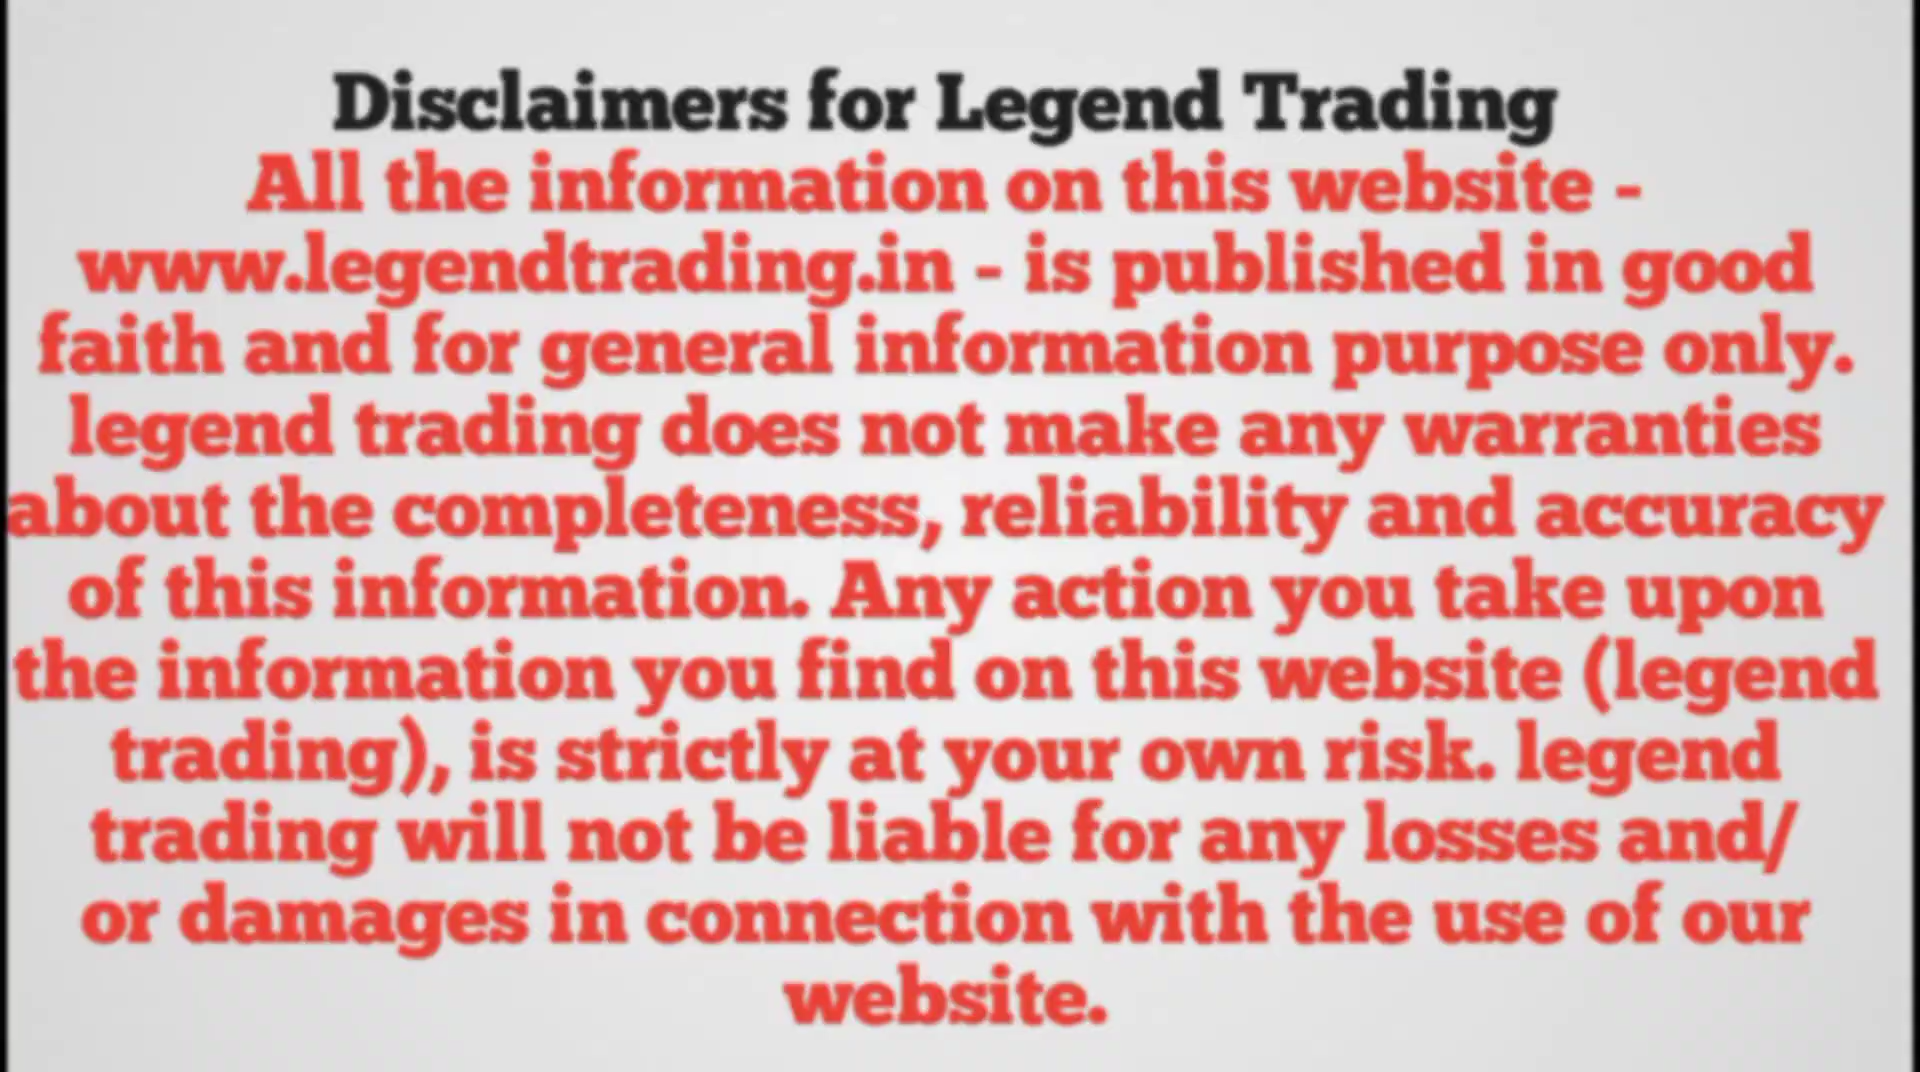 Disclaimers for Legend Trading
All the information on this website -
www.legendtrading.in - is published in good
faith and for general information purpose only.
legend trading does not make any warranties
about the completeness, reliability and accuracy
of this information. Any action you take upon
the information you find on this website (legend
trading), is strictly at your own risk. legend
trading will not be liable for any losses and/
or damages in connection with the use of our
website.